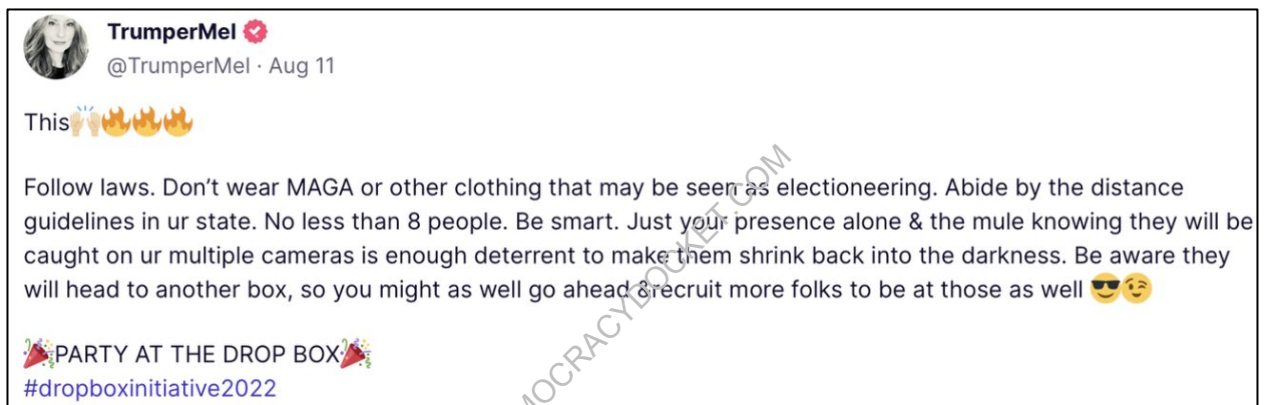 TrumperMel
@TrumperMel · Aug 11
This🙌🏼🔥🔥🔥
Follow laws. Don't wear MAGA or other clothing that may be seen as electioneering. Abide by the distance
guidelines in ur state. No less than 8 people. Be smart. Just your presence alone & the mule knowing they will be
caught on ur multiple cameras is enough deterrent to make them shrink back into the darkness. Be aware they
will head to another box, so you might as well go ahead &recruit more folks to be at those as well 😎😉
🎉PARTY AT THE DROP BOX🎉
#dropboxinitiative2022
MOCRACYDOCKET.COM